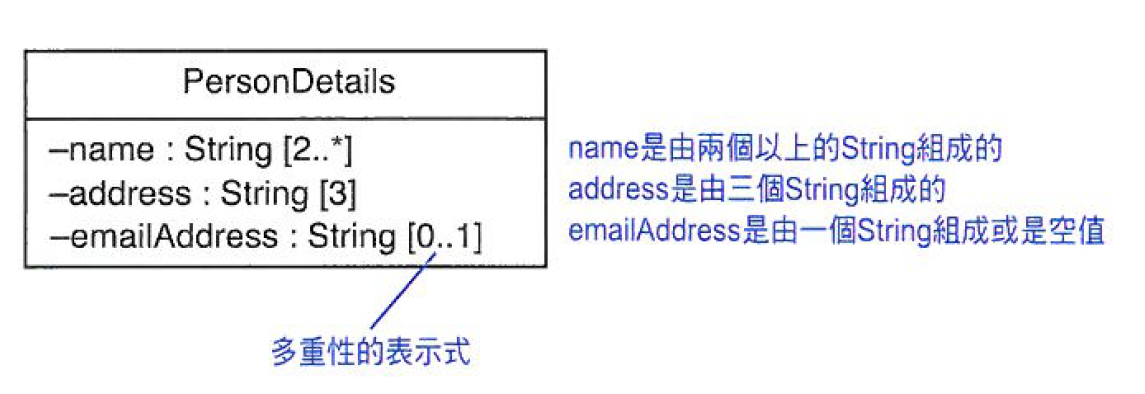 PersonDetails
–name : String [2..*]
name是由兩個以上的String組成的
–address : String [3]
address是由三個String組成的
–emailAddress : String [0..1]
emailAddress是由一個String組成或是空值
多重性的表示式